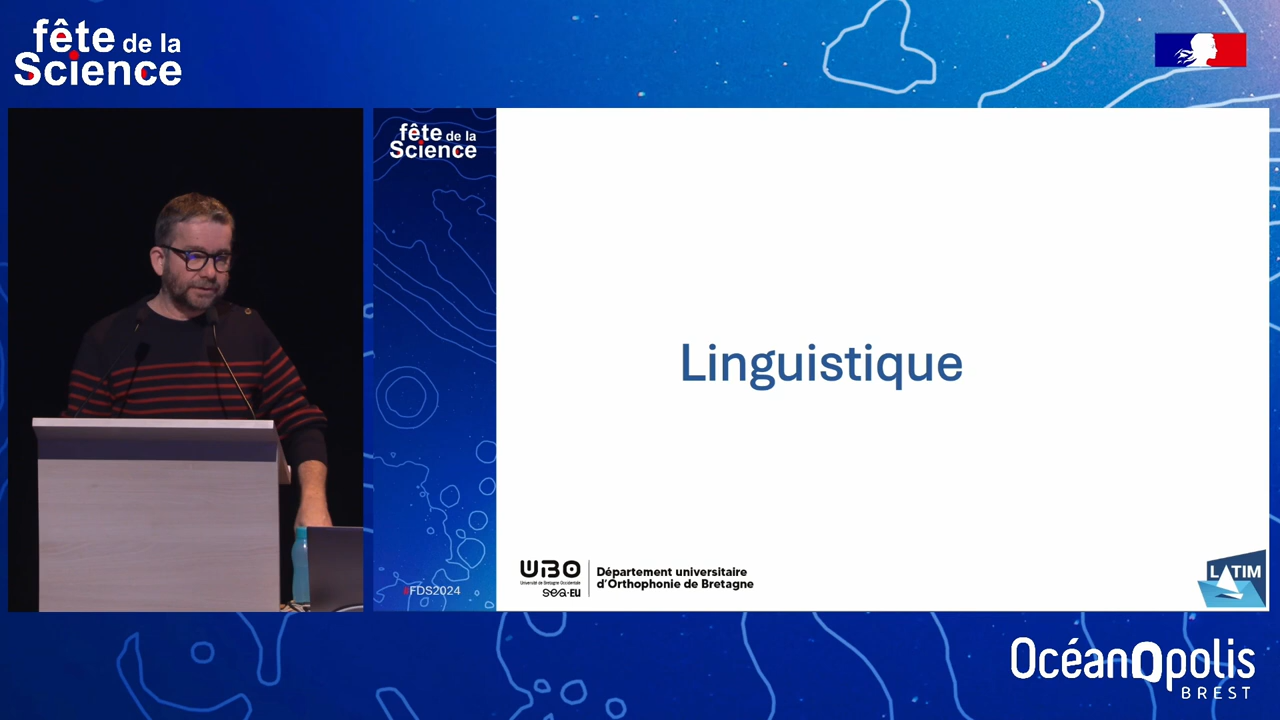 fête de la
Science
fête de la
Science
Linguistique
#FDS2024
UBO
Université de Bretagne Occidentale
sea-EU
Département universitaire
d'Orthophonie de Bretagne
LATIM
OcéanOpolis
BREST